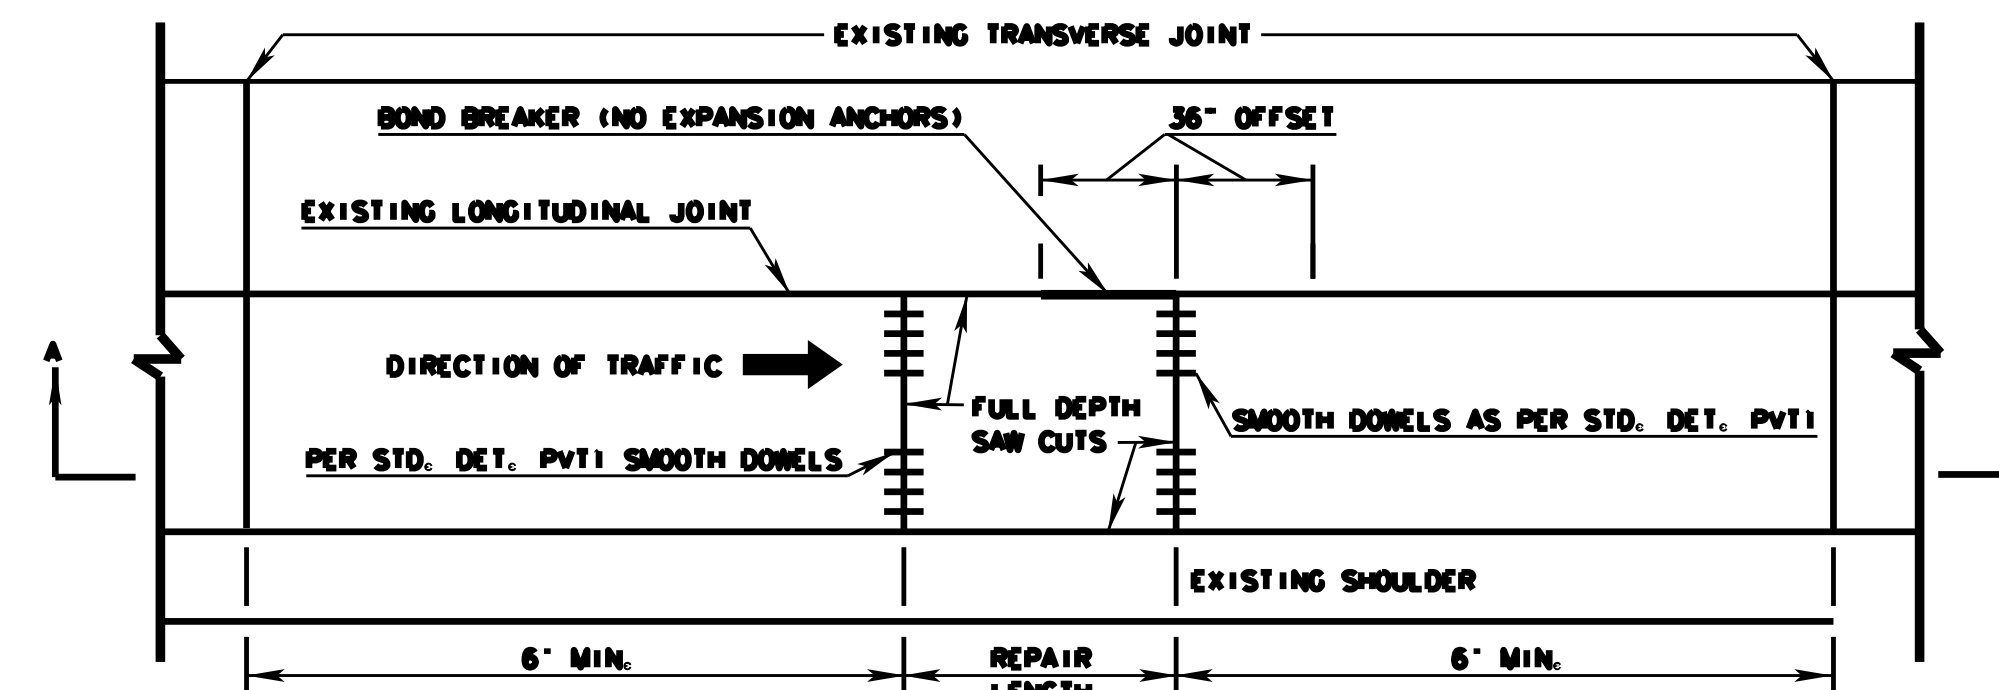 EXISTING TRANSVERSE JOINT
BOND BREAKER (NO EXPANSION ANCHORS)
36" OFFSET
EXISTING LONGITUDINAL JOINT
A
DIRECTION OF TRAFFIC
FULL DEPTH
SAW CUTS
SMOOTH DOWELS AS PER STD. DET. PVT1
PER STD. DET. PVT1 SMOOTH DOWELS
EXISTING SHOULDER
6' MIN.
REPAIR
LENGTH
6' MIN.